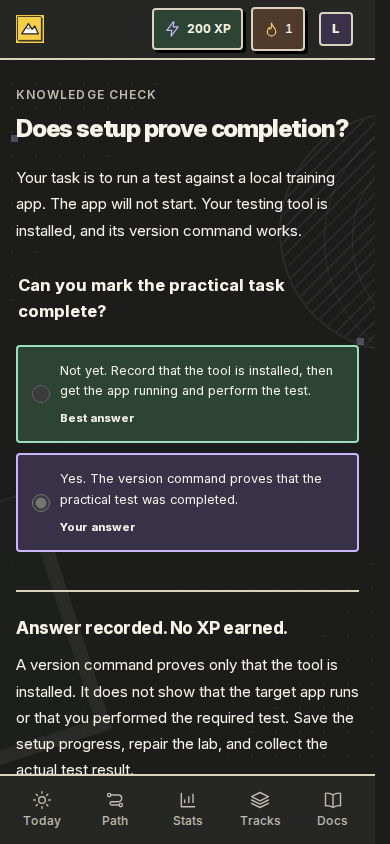 200 XP
1
L
KNOWLEDGE CHECK
Does setup prove completion?
Your task is to run a test against a local training
app. The app will not start. Your testing tool is
installed, and its version command works.
Can you mark the practical task
complete?
Not yet. Record that the tool is installed, then
get the app running and perform the test.
Best answer
Yes. The version command proves that the
practical test was completed.
Your answer
Answer recorded. No XP earned.
A version command proves only that the tool is
installed. It does not show that the target app runs
or that you performed the required test. Save the
setup progress, repair the lab, and collect the
actual test result.
Today
Path
Stats
Tracks
Docs